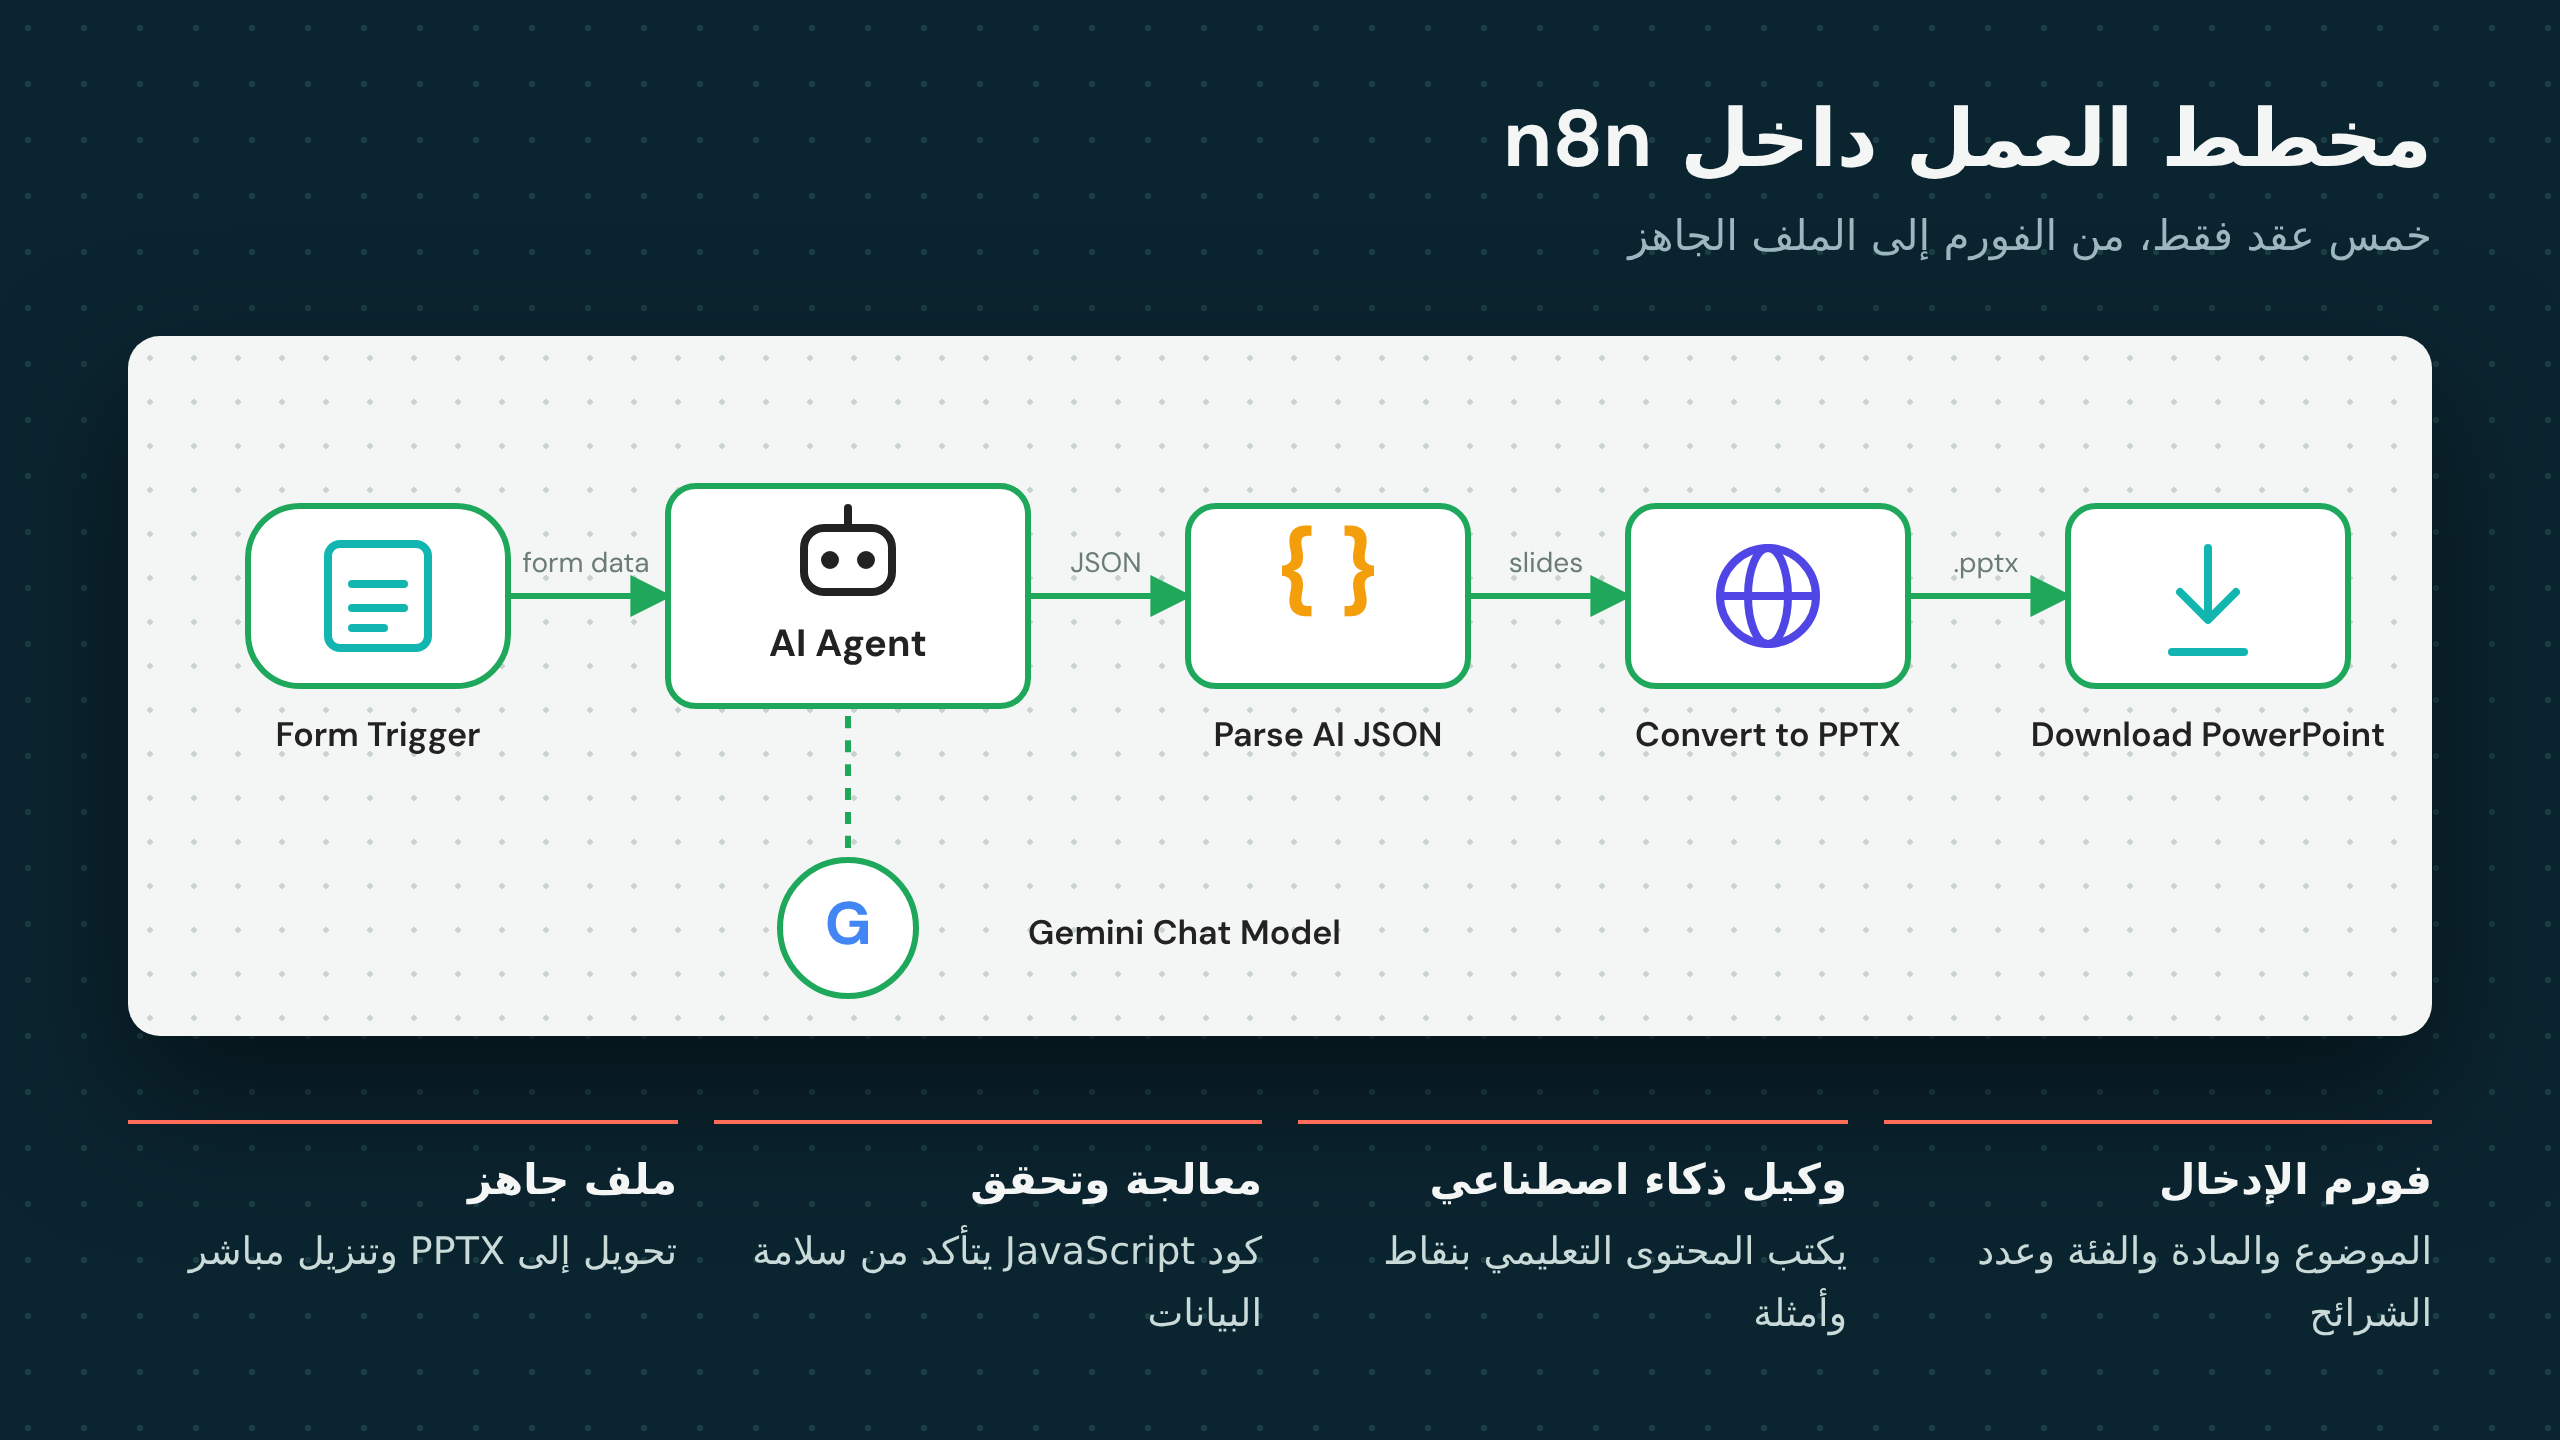 مخطط العمل داخل n8n
خمس عقد فقط، من الفورم إلى الملف الجاهز
form data
JSON
slides
.pptx
{ }
AI Agent
Form Trigger
Parse AI JSON
Convert to PPTX
Download PowerPoint
G
Gemini Chat Model
فورم الإدخال
الموضوع والمادة والفئة وعدد
الشرائح
وكيل ذكاء اصطناعي
يكتب المحتوى التعليمي بنقاط
وأمثلة
معالجة وتحقق
كود JavaScript يتأكد من سلامة
البيانات
ملف جاهز
تحويل إلى PPTX وتنزيل مباشر